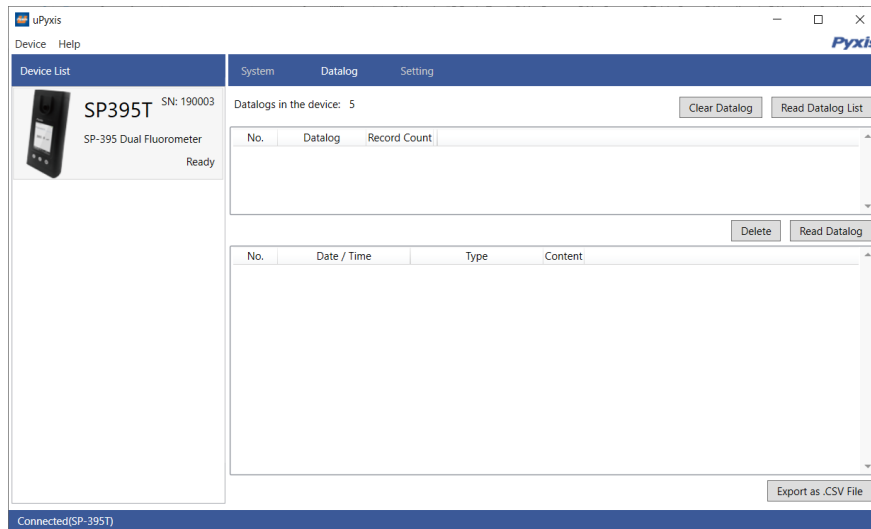 uPyxis
Device Help
Pyxis
Device List
System Datalog Setting
SP395T SN: 190003
SP-395 Dual Fluorometer
Ready
Datalogs in the device: 5
Clear Datalog Read Datalog List
No. Datalog Record Count
Delete Read Datalog
No. Date / Time Type Content
Export as .CSV File
Connected(SP-395T)